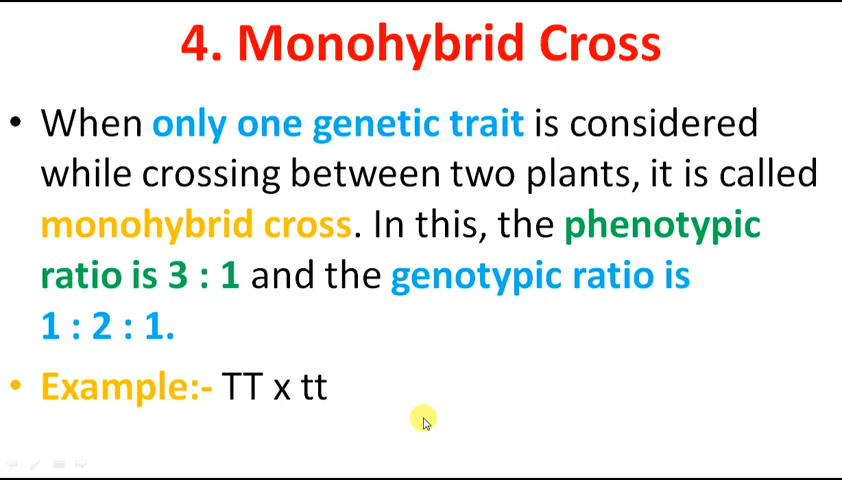 4. Monohybrid Cross
• When only one genetic trait is considered
while crossing between two plants, it is called
monohybrid cross. In this, the phenotypic
ratio is 3 : 1 and the genotypic ratio is
1 : 2 : 1.
• Example:- TT x tt